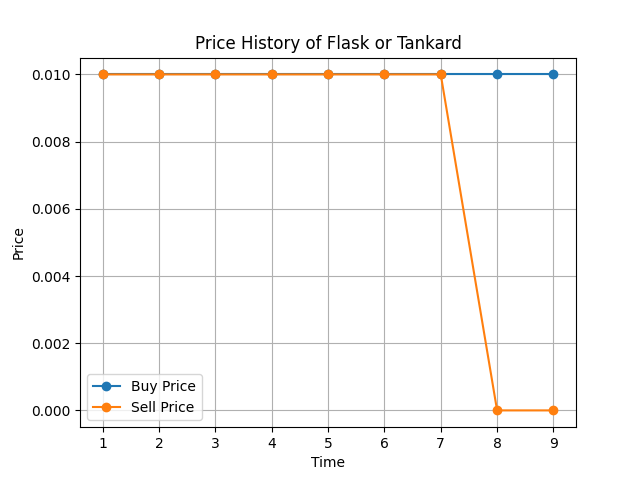 Price History of Flask or Tankard
Price
0.010
0.008
0.006
0.004
0.002
0.000
Buy Price
Sell Price
1 2 3 4 5 6 7 8 9
Time